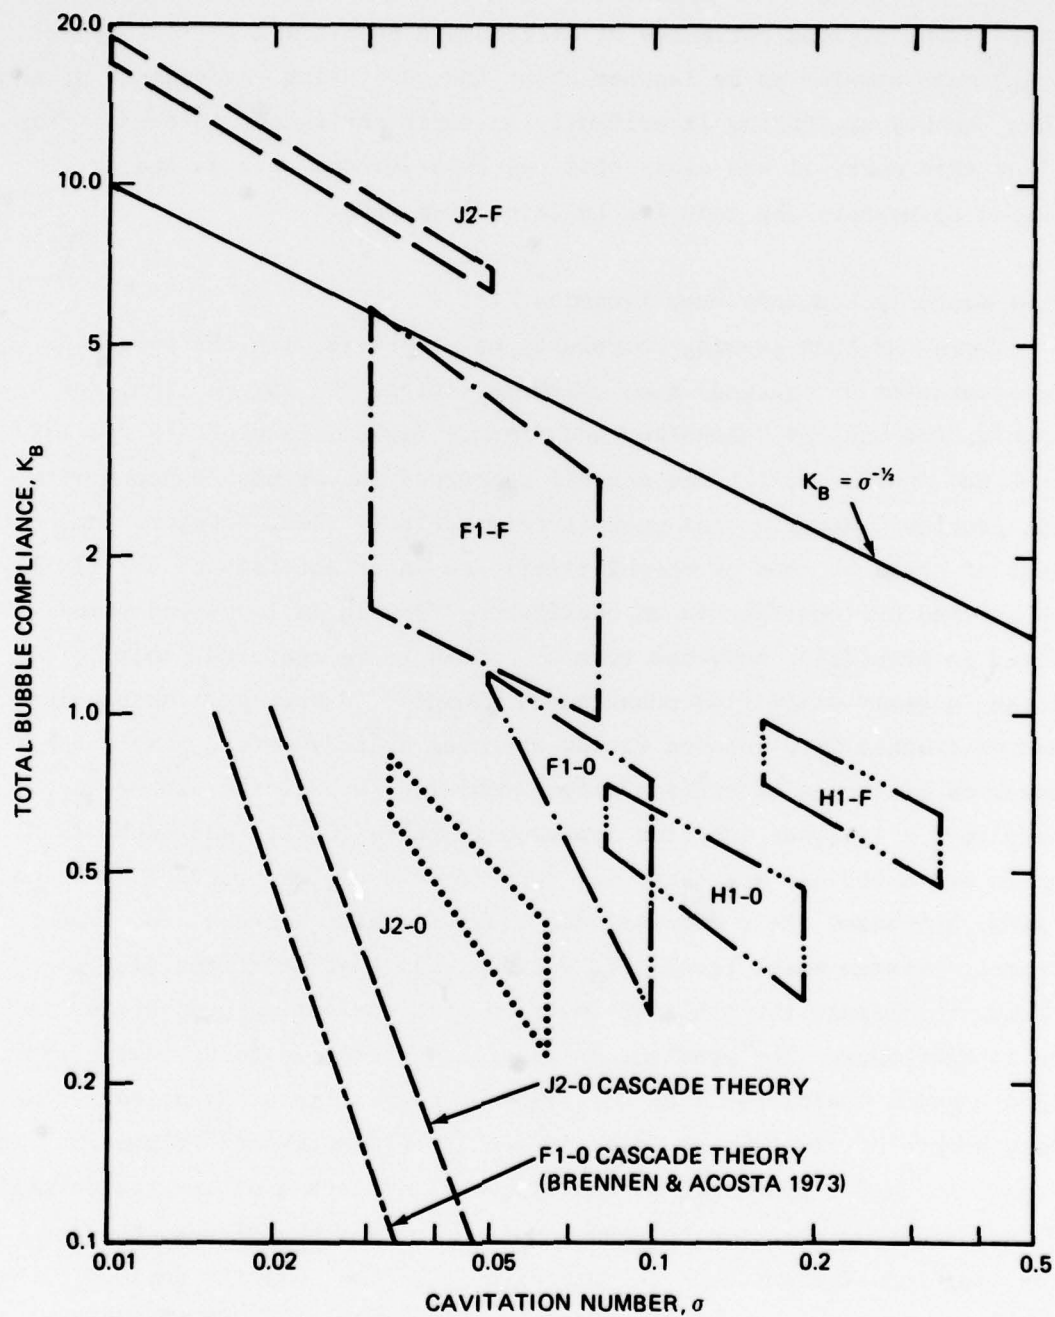 20.0
10.0
5
2
1.0
0.5
0.2
0.1
TOTAL BUBBLE COMPLIANCE, K_B
J2-F
K_B = σ^-½
F1-F
F1-0
H1-F
H1-0
J2-0
J2-0 CASCADE THEORY
F1-0 CASCADE THEORY
(BRENNEN & ACOSTA 1973)
0.01
0.02
0.05
0.1
0.2
0.5
CAVITATION NUMBER, σ